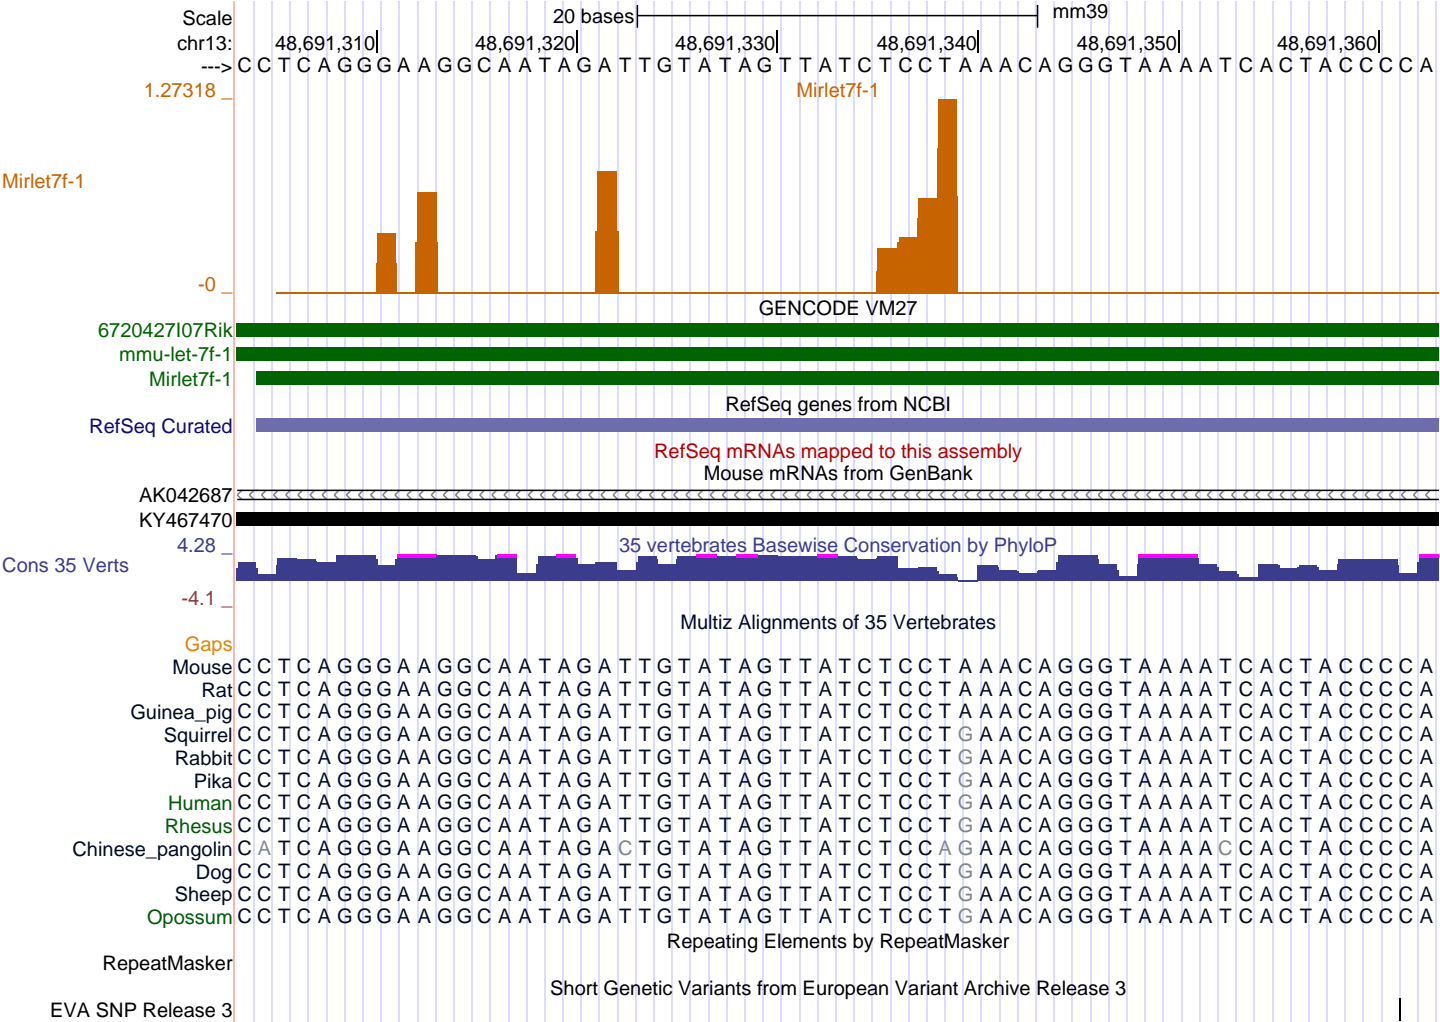 Scale 20 bases mm39
chr13: 48,691,310 48,691,320 48,691,330 48,691,340 48,691,350 48,691,360
---> C C T C A G G G A A G G C A A T A G A T T G T A T A G T T A T C T C C T A A A C A G G G T A A A A T C A C T A C C C C A
1.27318 _ Mirlet7f-1
Mirlet7f-1
-0 _
GENCODE VM27
6720427I07Rik
mmu-let-7f-1
Mirlet7f-1
RefSeq genes from NCBI
RefSeq Curated
RefSeq mRNAs mapped to this assembly
Mouse mRNAs from GenBank
AK042687
KY467470
4.28 _ 35 vertebrates Basewise Conservation by PhyloP
Cons 35 Verts
-4.1 _
Multiz Alignments of 35 Vertebrates
Gaps
Mouse C C T C A G G G A A G G C A A T A G A T T G T A T A G T T A T C T C C T A A A C A G G G T A A A A T C A C T A C C C C A
Rat C C T C A G G G A A G G C A A T A G A T T G T A T A G T T A T C T C C T A A A C A G G G T A A A A T C A C T A C C C C A
Guinea_pig C C T C A G G G A A G G C A A T A G A T T G T A T A G T T A T C T C C T A A A C A G G G T A A A A T C A C T A C C C C A
Squirrel C C T C A G G G A A G G C A A T A G A T T G T A T A G T T A T C T C C T G A A C A G G G T A A A A T C A C T A C C C C A
Rabbit C C T C A G G G A A G G C A A T A G A T T G T A T A G T T A T C T C C T G A A C A G G G T A A A A T C A C T A C C C C A
Pika C C T C A G G G A A G G C A A T A G A T T G T A T A G T T A T C T C C T G A A C A G G G T A A A A T C A C T A C C C C A
Human C C T C A G G G A A G G C A A T A G A T T G T A T A G T T A T C T C C T G A A C A G G G T A A A A T C A C T A C C C C A
Rhesus C C T C A G G G A A G G C A A T A G A T T G T A T A G T T A T C T C C T G A A C A G G G T A A A A T C A C T A C C C C A
Chinese_pangolin C A T C A G G G A A G G C A A T A G A C T G T A T A G T T A T C T C C A G A A C A G G G T A A A A C C A C T A C C C C A
Dog C C T C A G G G A A G G C A A T A G A T T G T A T A G T T A T C T C C T G A A C A G G G T A A A A T C A C T A C C C C A
Sheep C C T C A G G G A A G G C A A T A G A T T G T A T A G T T A T C T C C T G A A C A G G G T A A A A T C A C T A C C C C A
Opossum C C T C A G G G A A G G C A A T A G A T T G T A T A G T T A T C T C C T G A A C A G G G T A A A A T C A C T A C C C C A
Repeating Elements by RepeatMasker
RepeatMasker
Short Genetic Variants from European Variant Archive Release 3
EVA SNP Release 3